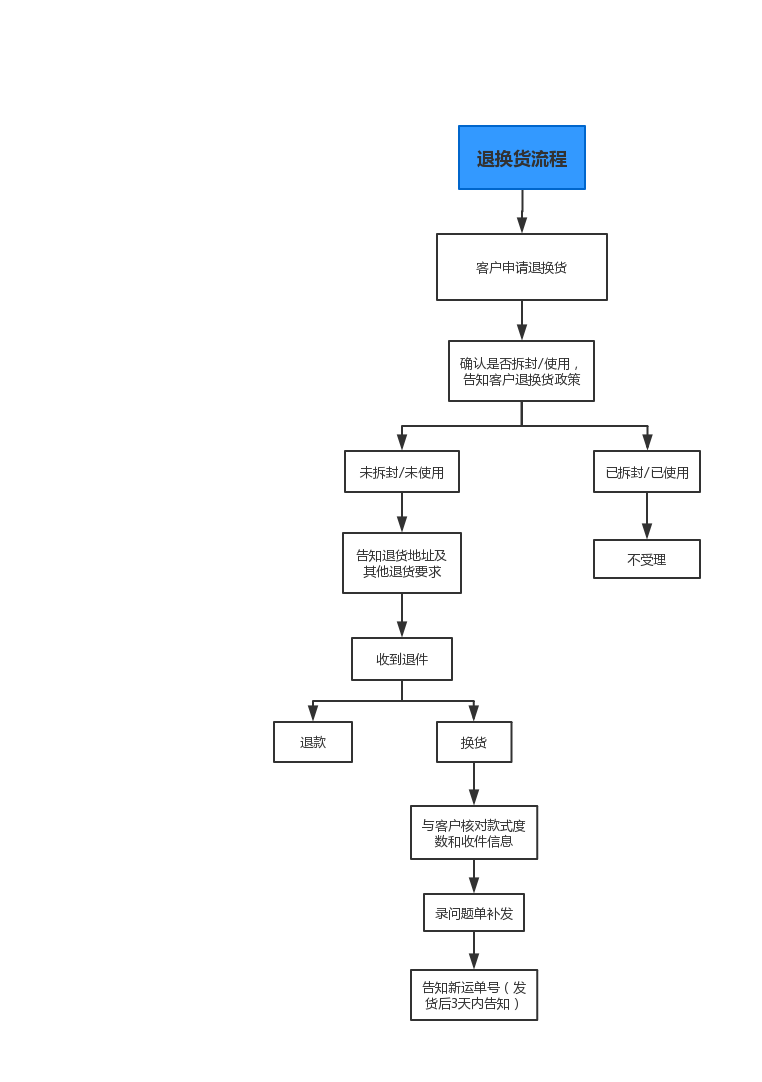 退换货流程
客户申请退换货
确认是否拆封/使用，
告知客户退换货政策
未拆封/未使用
已拆封/已使用
告知退货地址及
其他退货要求
不受理
收到退件
退款
换货
与客户核对款式度
数和收件信息
录问题单补发
告知新运单号（发
货后3天内告知）